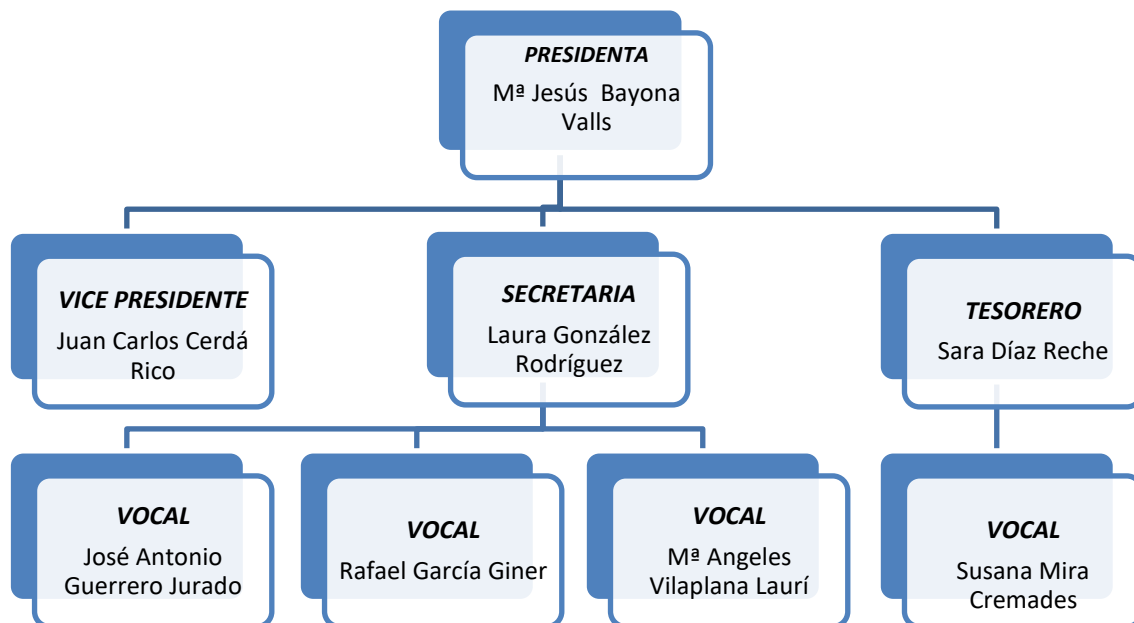 PRESIDENTA
Mª Jesús Bayona
Valls
VICE PRESIDENTE
Juan Carlos Cerdá
Rico
SECRETARIA
Laura González
Rodríguez
TESORERO
Sara Díaz Reche
VOCAL
José Antonio
Guerrero Jurado
VOCAL
Rafael García Giner
VOCAL
Mª Angeles
Vilaplana Laurí
VOCAL
Susana Mira
Cremades